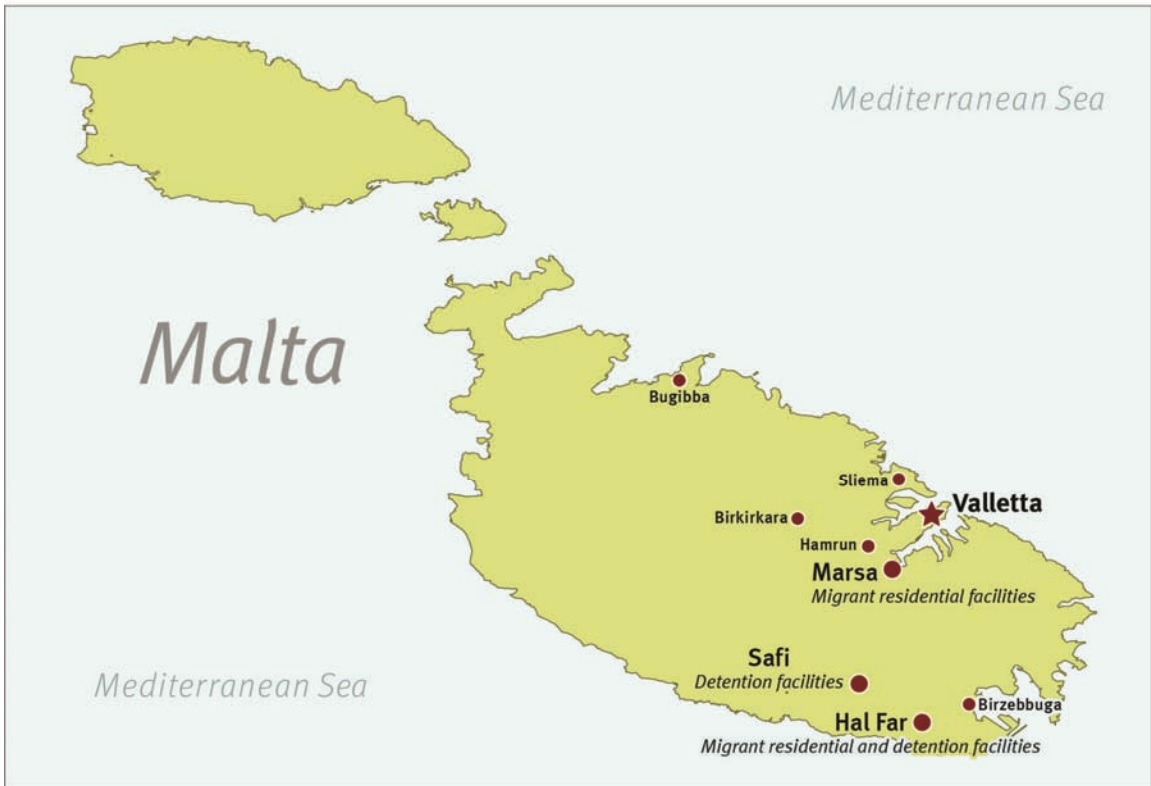 Mediterranean Sea
Malta
Bugibba
Sliema
Valletta
Birkirkara
Hamrun
Marsa
Migrant residential facilities
Safi
Detention facilities
Mediterranean Sea
Birzebbuga
Hal Far
Migrant residential and detention facilities